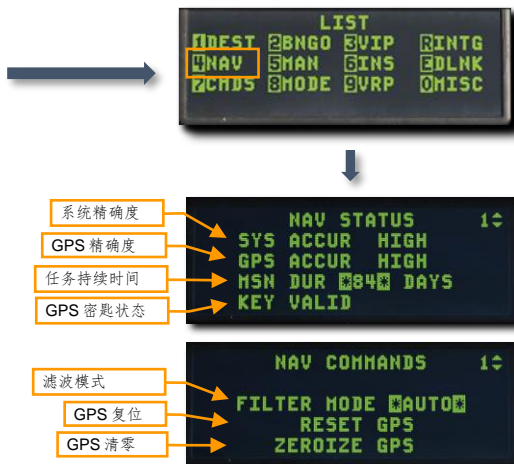 LIST
1DEST 2BNGO 3VIP RINTG
4NAV 5MAN 6INS EDLNK
7CMDS 8MODE 9VRP 0MISC
系统精确度
GPS 精确度
任务持续时间
GPS 密匙状态
NAV STATUS 1
SYS ACCUR HIGH
GPS ACCUR HIGH
MSN DUR *84* DAYS
KEY VALID
滤波模式
GPS 复位
GPS 清零
NAV COMMANDS 1
FILTER MODE *AUTO*
RESET GPS
ZEROIZE GPS